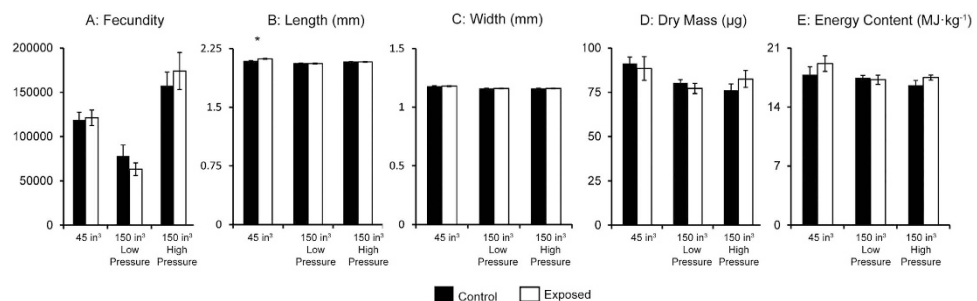 A: Fecundity
200000
150000
100000
50000
0
45 in³
150 in³
Low
Pressure
150 in³
High
Pressure
B: Length (mm)
2.25
1.5
0.75
0
*
45 in³
150 in³
Low
Pressure
150 in³
High
Pressure
C: Width (mm)
1.5
1
0.5
0
45 in³
150 in³
Low
Pressure
150 in³
High
Pressure
D: Dry Mass (µg)
100
75
50
25
0
45 in³
150 in³
Low
Pressure
150 in³
High
Pressure
E: Energy Content (MJ·kg⁻¹)
21
14
7
0
45 in³
150 in³
Low
Pressure
150 in³
High
Pressure
Control
Exposed